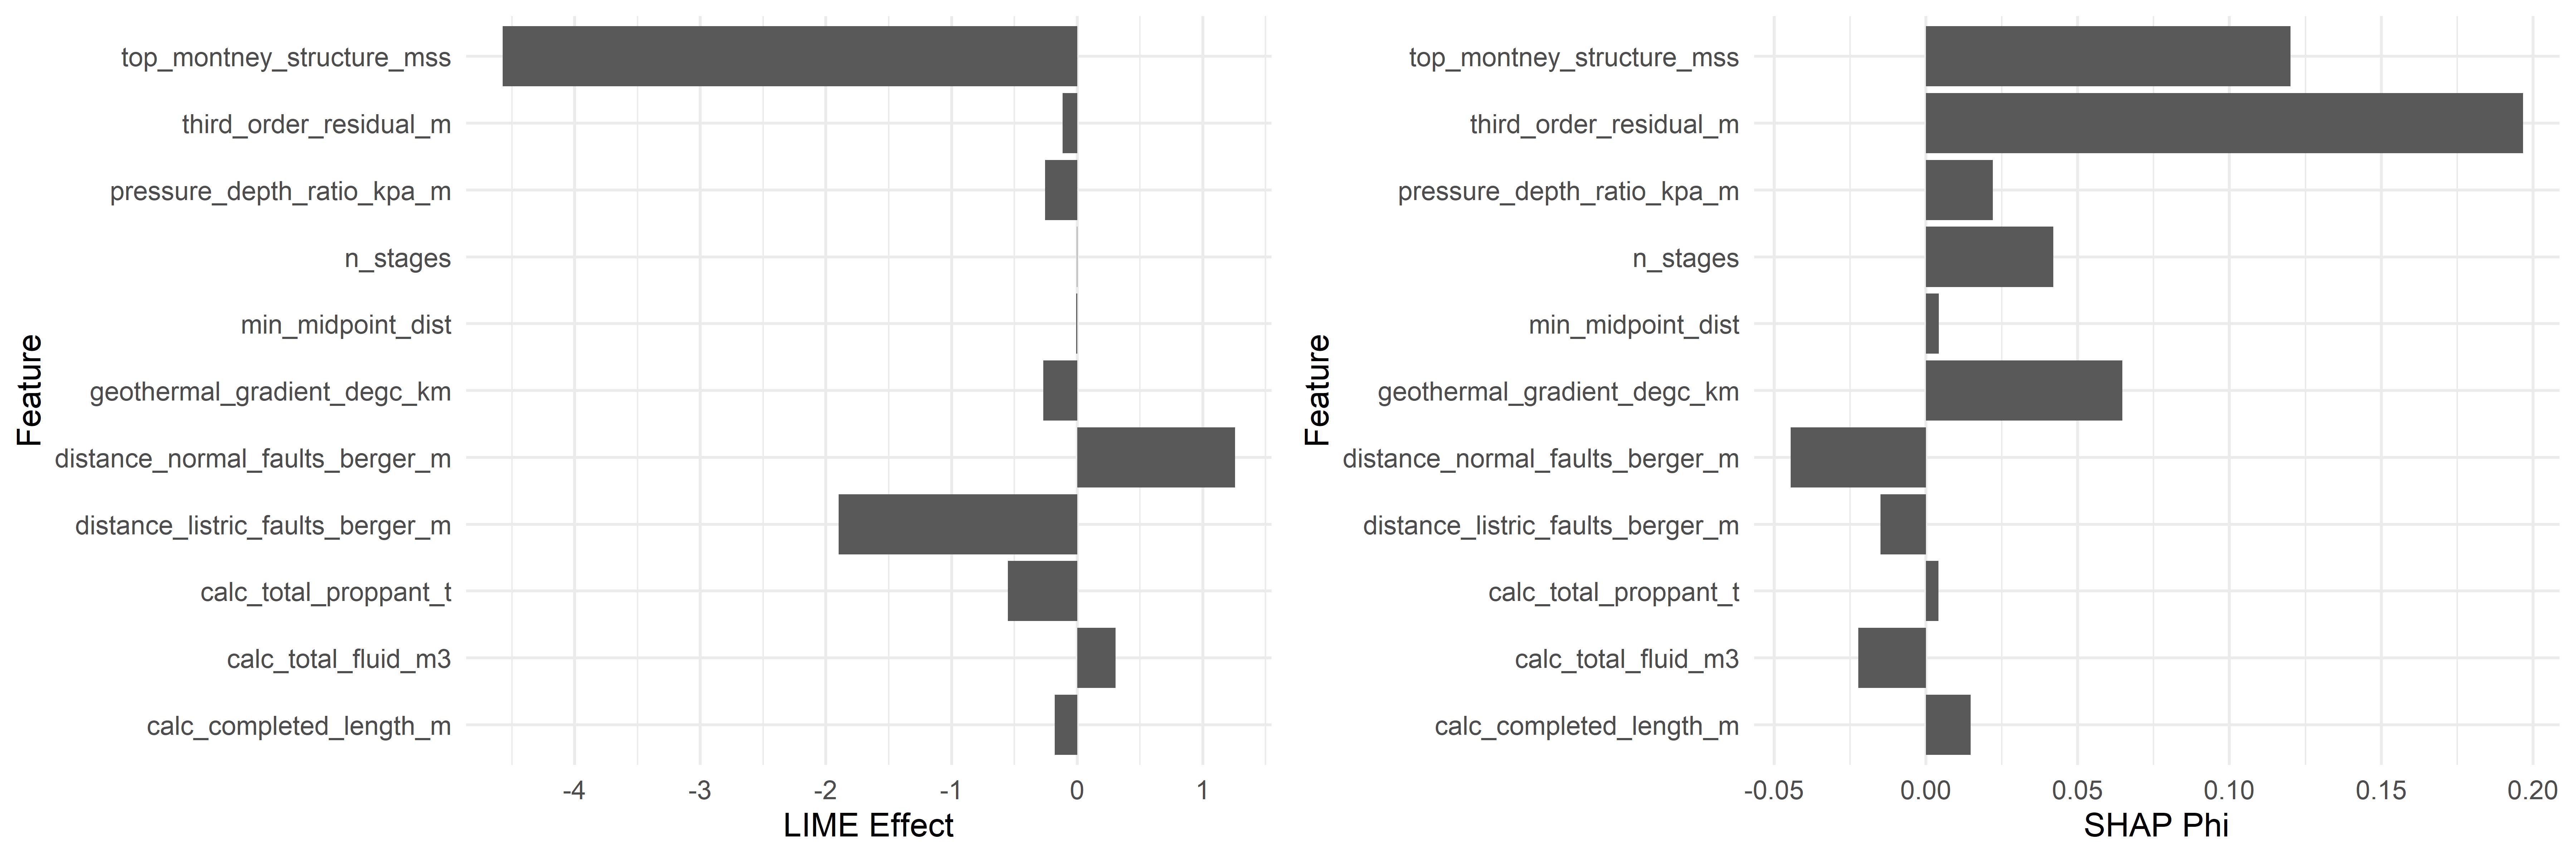 Feature
top_montney_structure_mss
third_order_residual_m
pressure_depth_ratio_kpa_m
n_stages
min_midpoint_dist
geothermal_gradient_degc_km
distance_normal_faults_berger_m
distance_listric_faults_berger_m
calc_total_proppant_t
calc_total_fluid_m3
calc_completed_length_m
-4 -3 -2 -1 0 1
LIME Effect
Feature
top_montney_structure_mss
third_order_residual_m
pressure_depth_ratio_kpa_m
n_stages
min_midpoint_dist
geothermal_gradient_degc_km
distance_normal_faults_berger_m
distance_listric_faults_berger_m
calc_total_proppant_t
calc_total_fluid_m3
calc_completed_length_m
-0.05 0.00 0.05 0.10 0.15 0.20
SHAP Phi